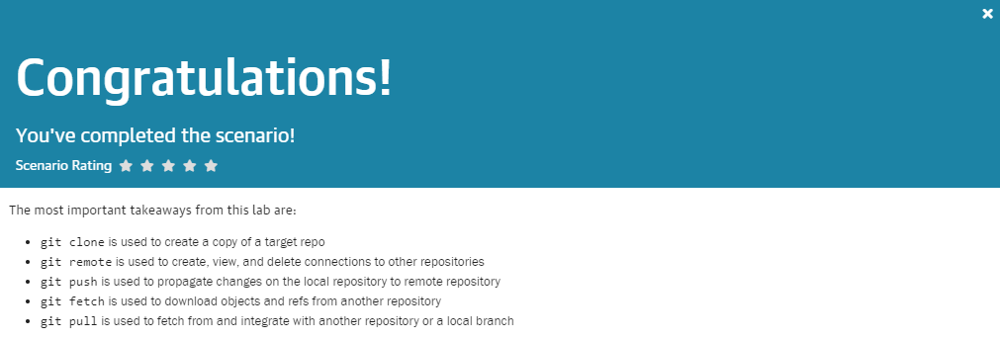 Congratulations!
You've completed the scenario!
Scenario Rating
The most important takeaways from this lab are:
git clone is used to create a copy of a target repo
git remote is used to create, view, and delete connections to other repositories
git push is used to propagate changes on the local repository to remote repository
git fetch is used to download objects and refs from another repository
git pull is used to fetch from and integrate with another repository or a local branch